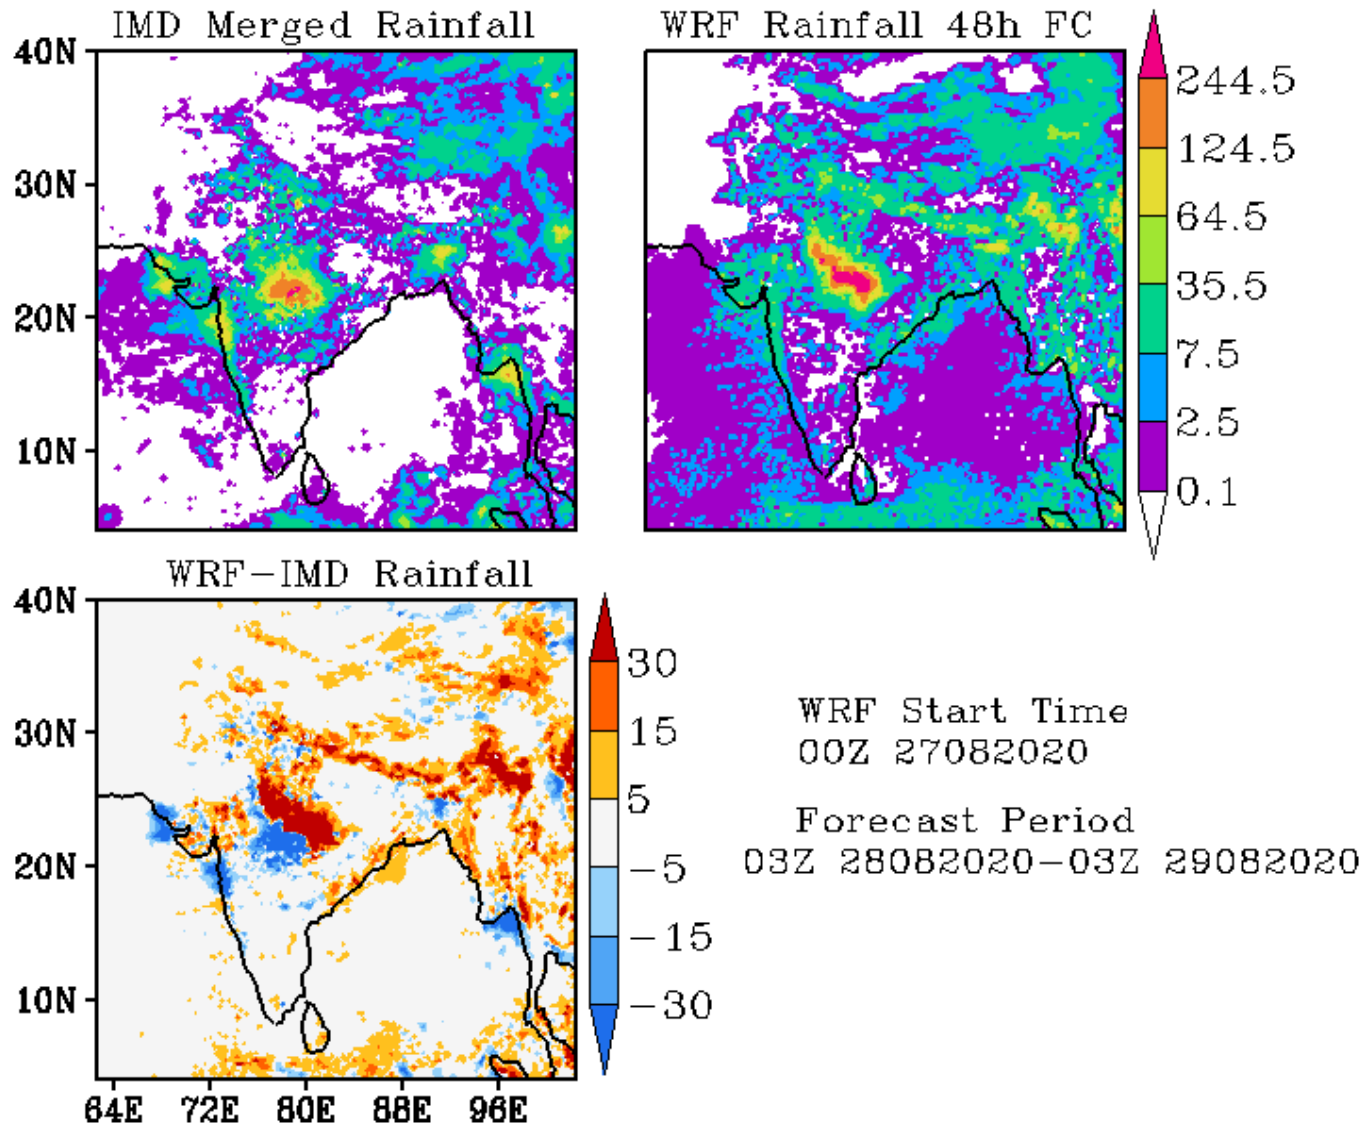 IMD Merged Rainfall
WRF Rainfall 48h FC
40N
30N
20N
10N
244.5
124.5
64.5
35.5
7.5
2.5
0.1
WRF-IMD Rainfall
40N
30N
20N
10N
64E 72E 80E 88E 96E
30
15
5
-5
-15
-30
WRF Start Time
00Z 27082020
Forecast Period
03Z 28082020-03Z 29082020